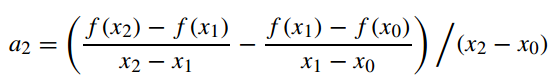 a₂ = ( (f(x₂) − f(x₁)) / (x₂ − x₁) − (f(x₁) − f(x₀)) / (x₁ − x₀) ) / (x₂ − x₀)